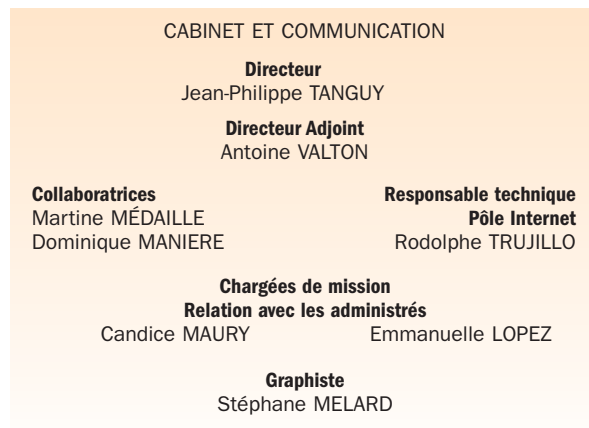 CABINET ET COMMUNICATION
Directeur
Jean-Philippe TANGUY
Directeur Adjoint
Antoine VALTON
Collaboratrices
Martine MÉDAILLE
Dominique MANIERE
Responsable technique
Pôle Internet
Rodolphe TRUJILLO
Chargées de mission
Relation avec les administrés
Candice MAURY Emmanuelle LOPEZ
Graphiste
Stéphane MELARD